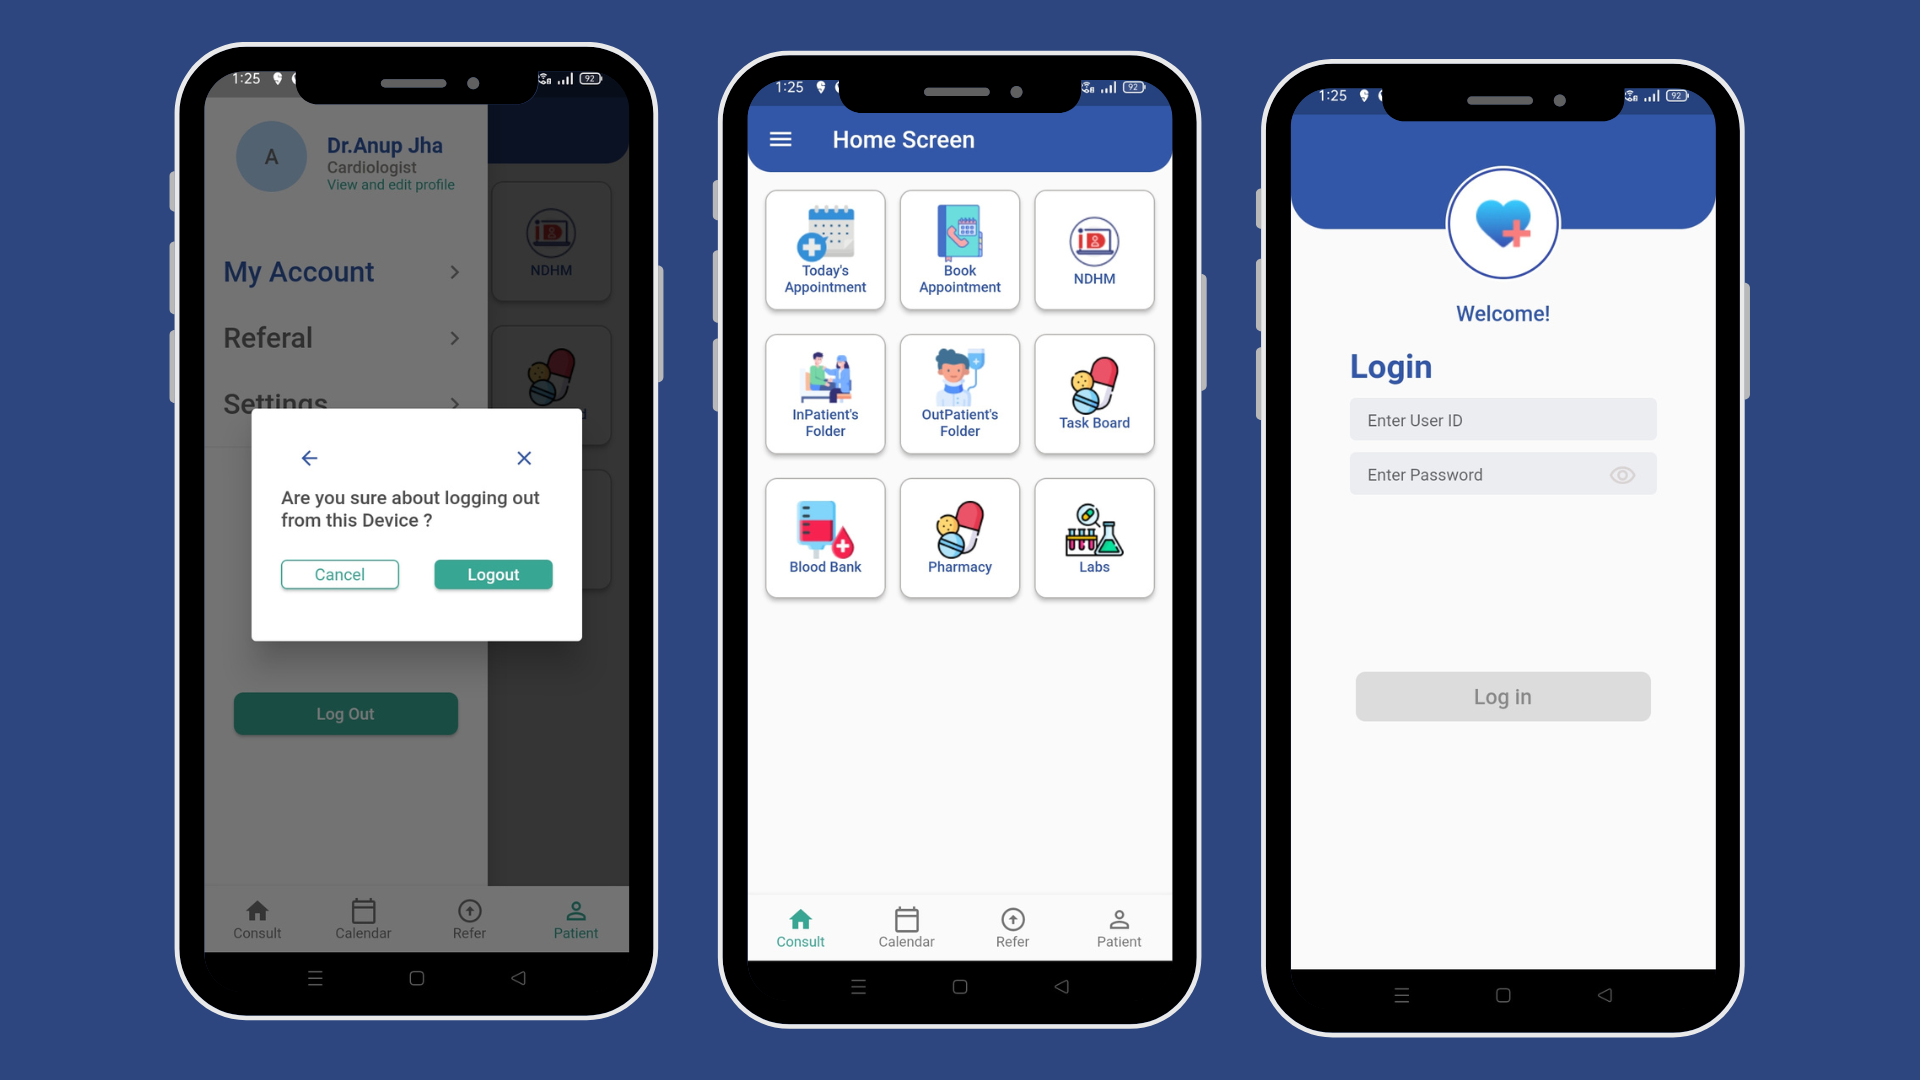 1:25
92
A
Dr.Anup Jha
Cardiologist
View and edit profile
NDHM
My Account
Referal
Settings
Are you sure about logging out
from this Device ?
Cancel
Logout
Log Out
Consult
Calendar
Refer
Patient
1:25
92
Home Screen
Today's
Appointment
Book
Appointment
NDHM
InPatient's
Folder
OutPatient's
Folder
Task Board
Blood Bank
Pharmacy
Labs
Consult
Calendar
Refer
Patient
1:25
92
Welcome!
Login
Enter User ID
Enter Password
Log in